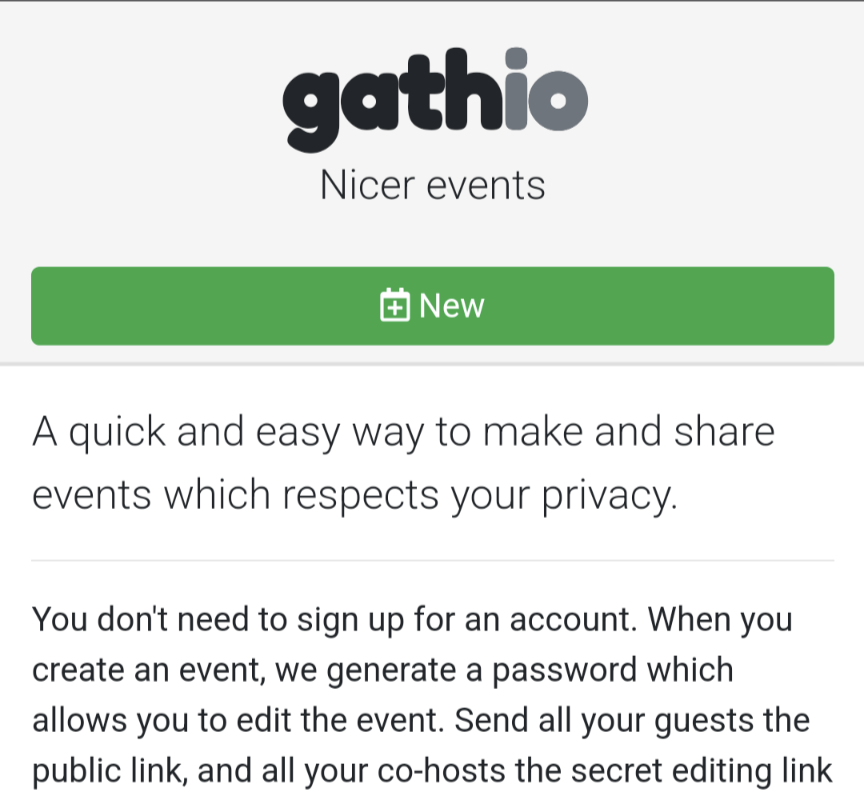 gathio
Nicer events
New
A quick and easy way to make and share
events which respects your privacy.
You don't need to sign up for an account. When you
create an event, we generate a password which
allows you to edit the event. Send all your guests the
public link, and all your co-hosts the secret editing link